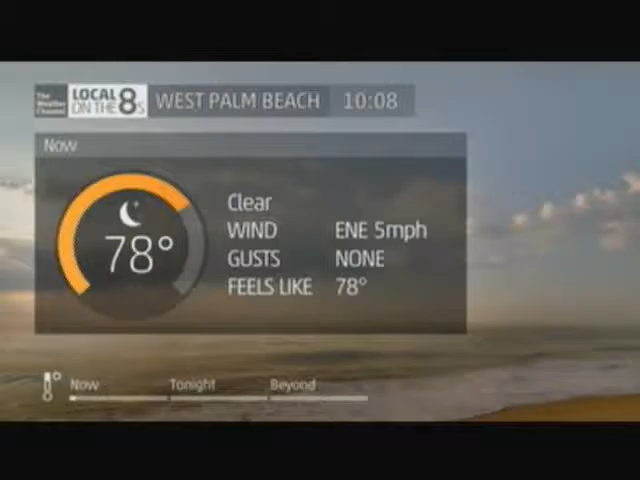 The
Weather
Channel
LOCAL
ON THE 8s
WEST PALM BEACH 10:08
Now
78°
Clear
WIND ENE 5mph
GUSTS NONE
FEELS LIKE 78°
Now Tonight Beyond